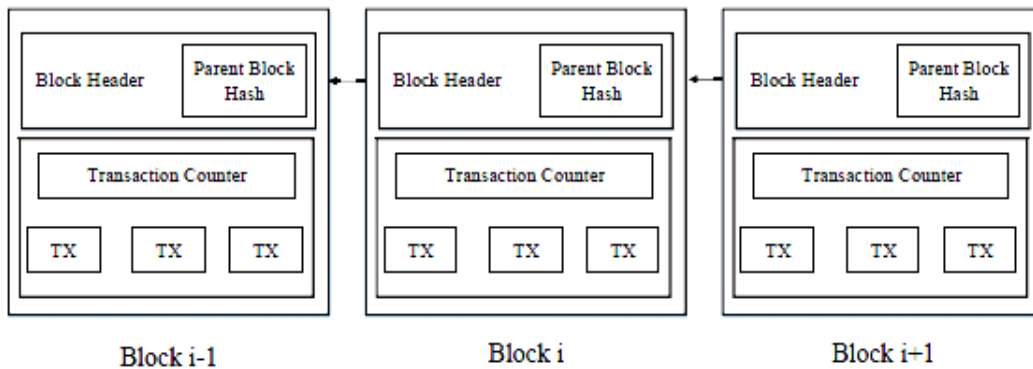 Block Header
Parent Block
Hash
Transaction Counter
TX TX TX
Block i-1
Block Header
Parent Block
Hash
Transaction Counter
TX TX TX
Block i
Block Header
Parent Block
Hash
Transaction Counter
TX TX TX
Block i+1